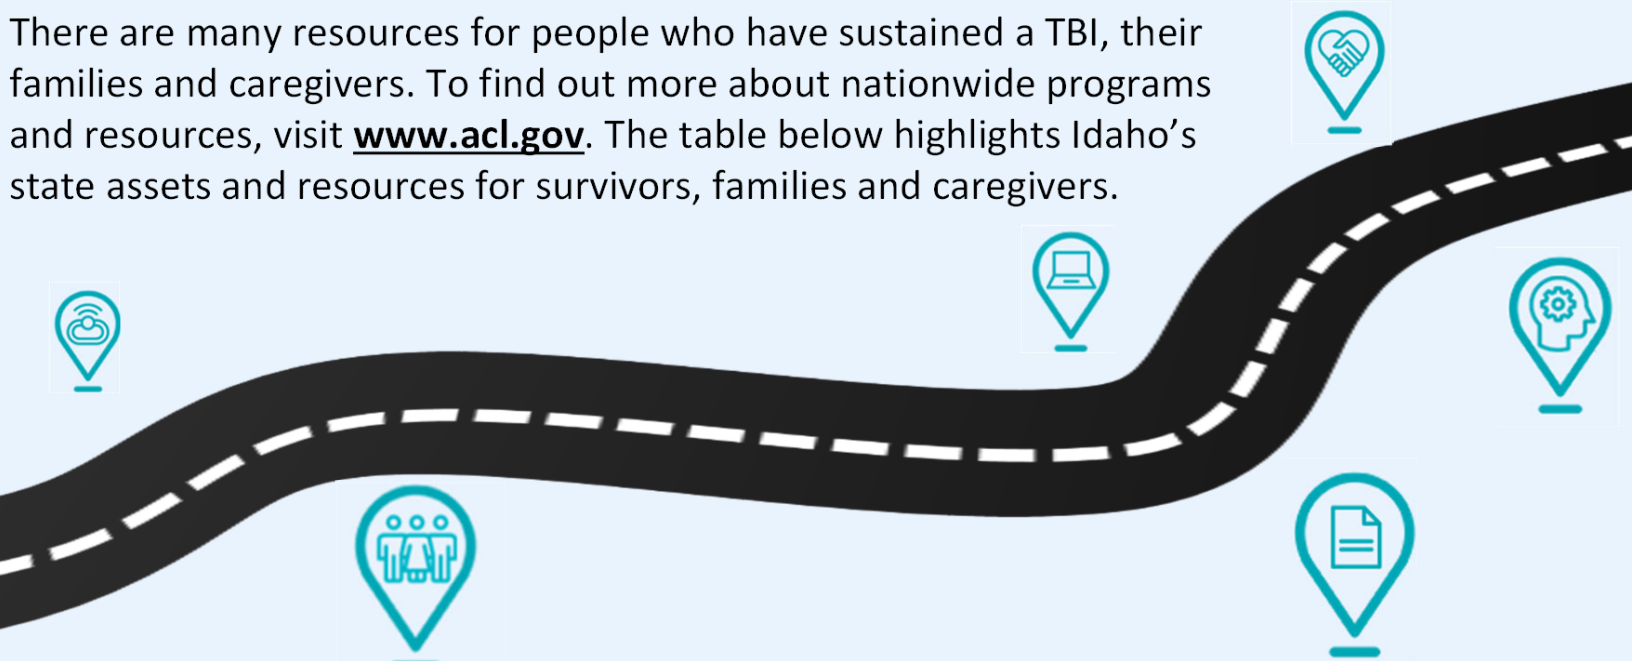 There are many resources for people who have sustained a TBI, their
families and caregivers. To find out more about nationwide programs
and resources, visit www.acl.gov. The table below highlights Idaho’s
state assets and resources for survivors, families and caregivers.